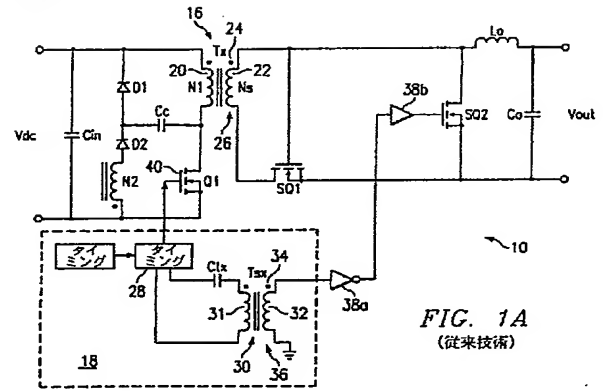 16
24
Tx
20
22
N1
Ns
26
D1
Cc
D2
Vdc
Cin
N2
40
Q1
SQ1
38b
SQ2
Lo
Co
Vout
10
タイ
ミング
タイ
ミング
28
Clx
Tsx
34
31
32
30
36
18
38a
FIG. 1A
(従来技術)